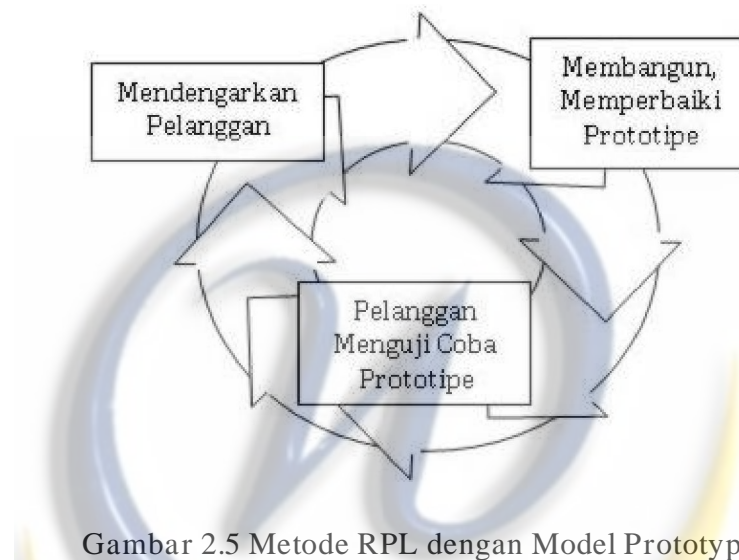 Mendengarkan
Pelanggan
Membangun,
Memperbaiki
Prototipe
Pelanggan
Menguji Coba
Prototipe
Gambar 2.5 Metode RPL dengan Model Prototyp